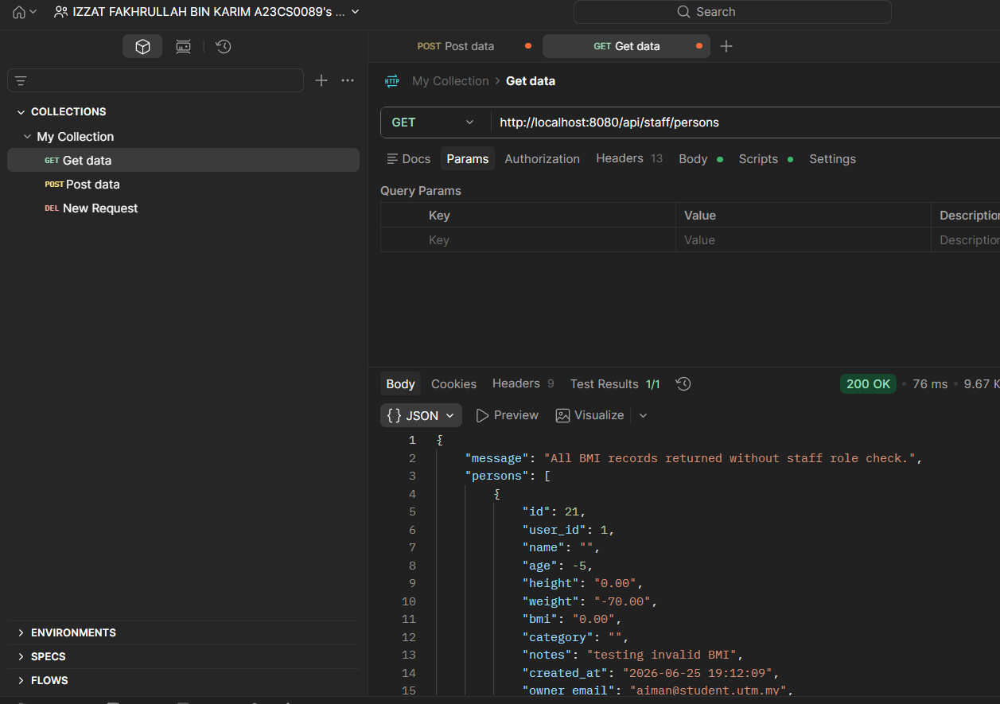 IZZAT FAKHRULLAH BIN KARIM A23CS0089's ...
Search
POST Post data
GET Get data
HTTP My Collection > Get data
COLLECTIONS
My Collection
GET Get data
POST Post data
DEL New Request
GET http://localhost:8080/api/staff/persons
Docs Params Authorization Headers 13 Body Scripts Settings
Query Params
Key Value Description
Key Value Description
Body Cookies Headers 9 Test Results 1/1 200 OK • 76 ms • 9.67 K
{} JSON Preview Visualize
1 {
2 "message": "All BMI records returned without staff role check.",
3 "persons": [
4 {
5 "id": 21,
6 "user_id": 1,
7 "name": "",
8 "age": -5,
9 "height": "0.00",
10 "weight": "-70.00",
11 "bmi": "0.00",
12 "category": "",
13 "notes": "testing invalid BMI",
14 "created_at": "2026-06-25 19:12:09",
15 "owner_email": "aiman@student.utm.my",
ENVIRONMENTS
SPECS
FLOWS